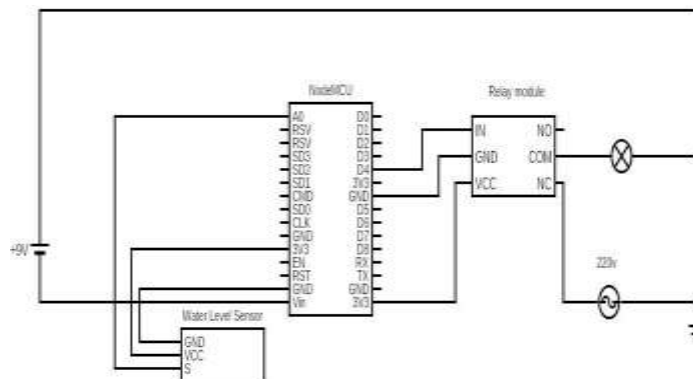 NodeMCU
A0
RSV
RSV
SD3
SD2
SD1
CMD
SD0
CLK
GND
3V3
EN
RST
GND
Vin
D0
D1
D2
D3
D4
3V3
GND
D5
D6
D7
D8
RX
TX
GND
3V3
Relay module
IN
GND
VCC
NO
COM
NC
+9V
220v
Water Level Sensor
GND
VCC
S